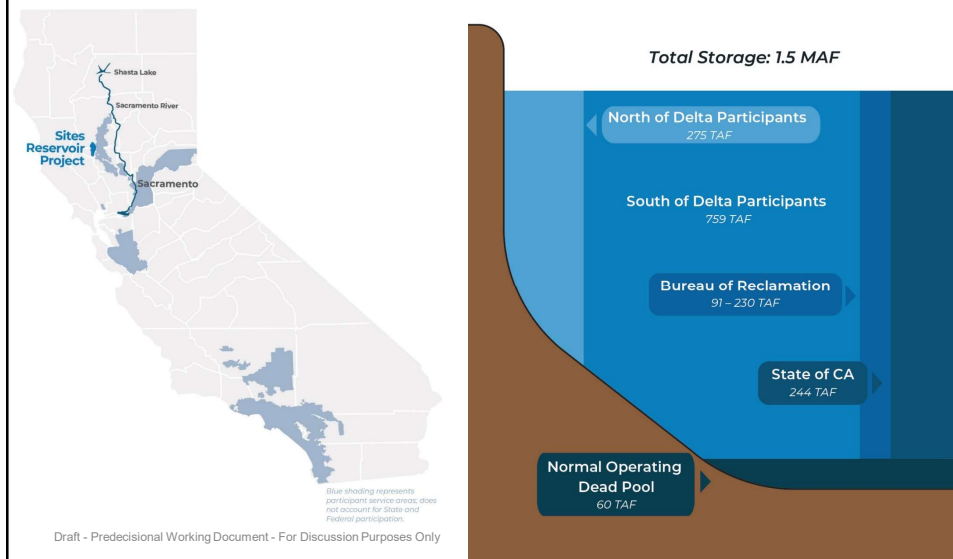 Shasta Lake
Sacramento River
Sites
Reservoir
Project
Sacramento
Blue shading represents
participant service areas; does
not account for State and
Federal participation.
Draft - Predecisional Working Document - For Discussion Purposes Only
Total Storage: 1.5 MAF
North of Delta Participants
275 TAF
South of Delta Participants
759 TAF
Bureau of Reclamation
91 – 230 TAF
State of CA
244 TAF
Normal Operating
Dead Pool
60 TAF